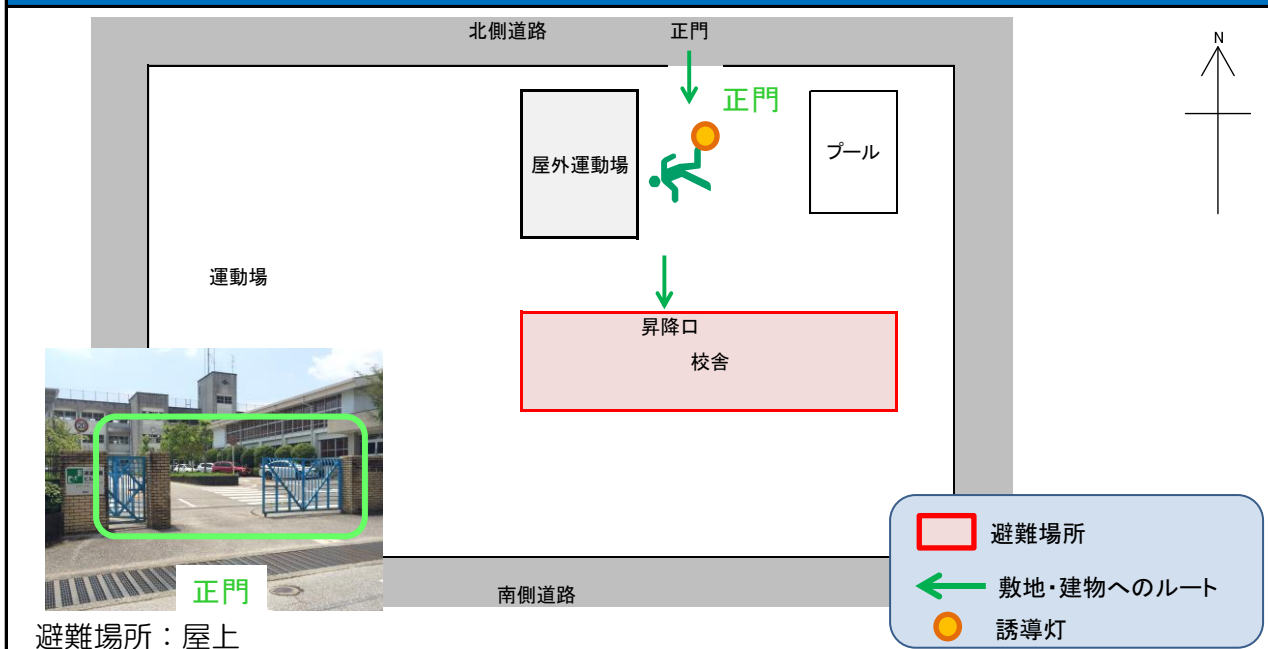 北側道路
正門
N
正門
屋外運動場
プール
運動場
昇降口
校舎
正門
南側道路
避難場所：屋上
避難場所
敷地・建物へのルート
誘導灯